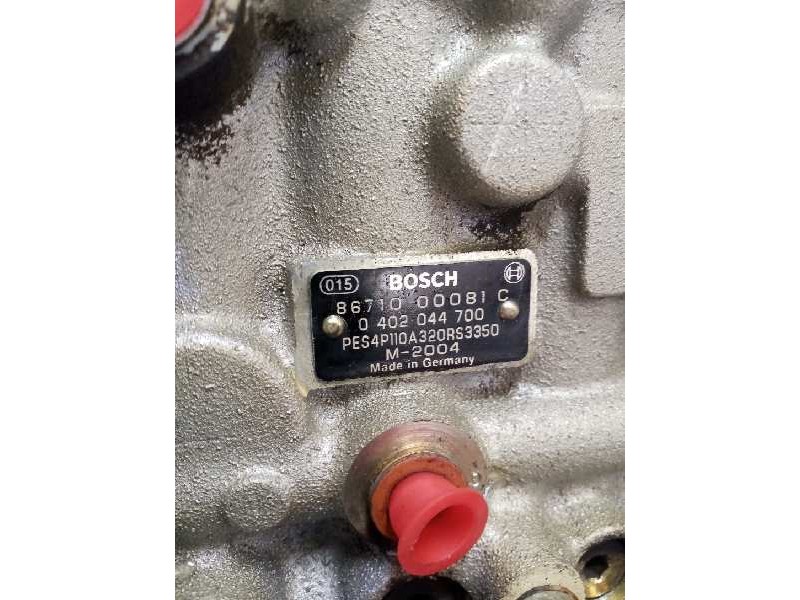 015 BOSCH
86710 00081 C
0 402 044 700
PES4P110A320RS3350
M-2004
Made in Germany